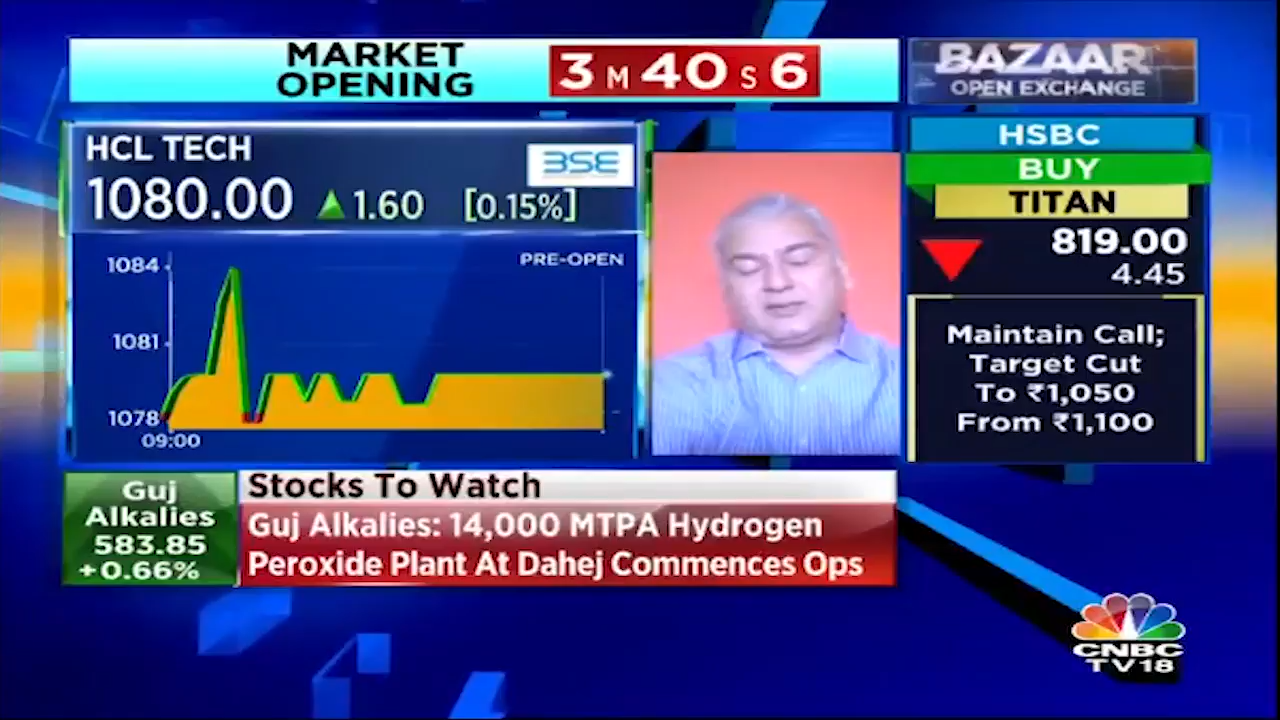 MARKET
OPENING
3 M 40 S 6
BAZAAR
OPEN EXCHANGE
HCL TECH
BSE
1080.00 ▲ 1.60 [0.15%]
PRE-OPEN
1084
1081
1078
09:00
HSBC
BUY
TITAN
819.00
4.45
Maintain Call;
Target Cut
To ₹1,050
From ₹1,100
Guj
Alkalies
583.85
+0.66%
Stocks To Watch
Guj Alkalies: 14,000 MTPA Hydrogen
Peroxide Plant At Dahej Commences Ops
CNBC
TV18